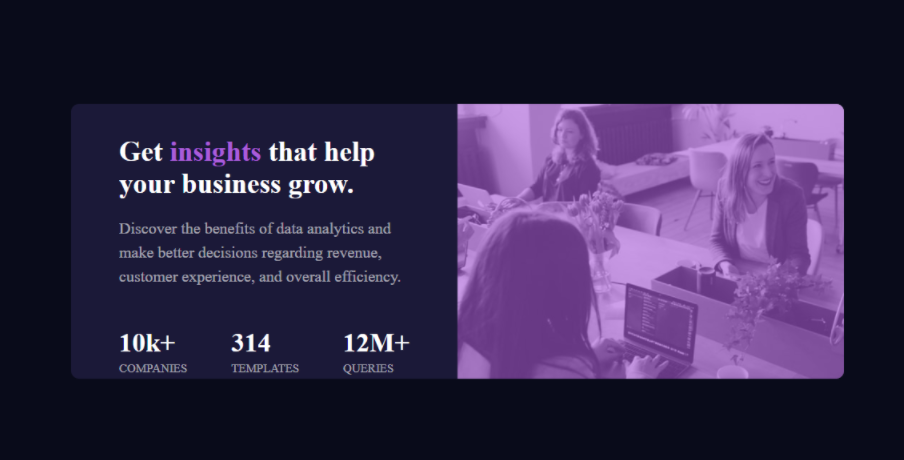 Get insights that help
your business grow.
Discover the benefits of data analytics and
make better decisions regarding revenue,
customer experience, and overall efficiency.
10k+ 314 12M+
COMPANIES TEMPLATES QUERIES